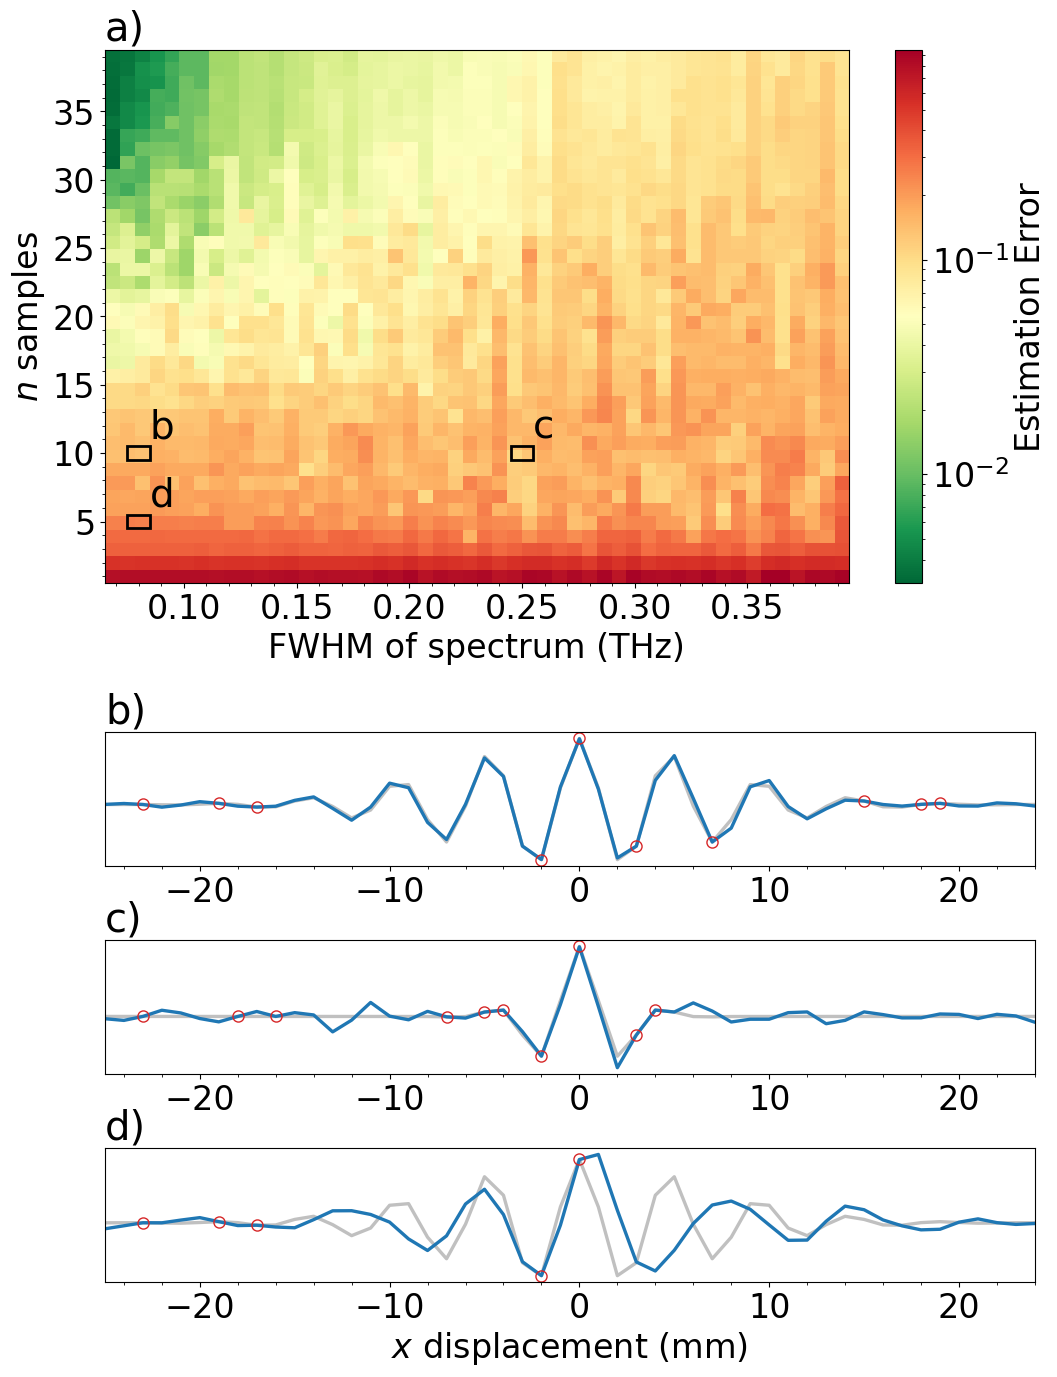 a)
35
30
25
20
15
10
5
n samples
b
c
d
0.10 0.15 0.20 0.25 0.30 0.35
FWHM of spectrum (THz)
10⁻¹
10⁻²
Estimation Error
b)
−20 −10 0 10 20
c)
−20 −10 0 10 20
d)
−20 −10 0 10 20
x displacement (mm)